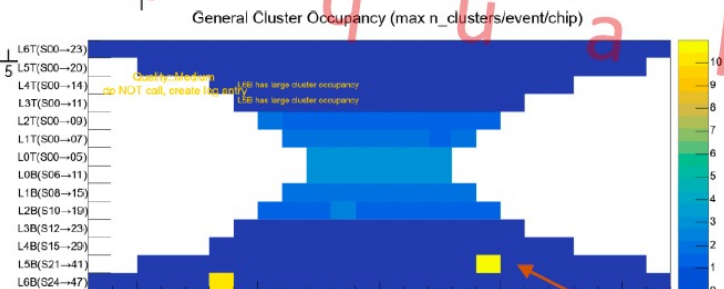 General Cluster Occupancy (max n_clusters/event/chip)
q u a
5
L6T(S00→23)
L5T(S00→20)
L4T(S00→14)
L3T(S00→11)
L2T(S00→09)
L1T(S00→07)
L0T(S00→05)
L0B(S06→11)
L1B(S08→15)
L2B(S10→19)
L3B(S12→23)
L4B(S15→29)
L5B(S21→41)
L6B(S24→47)
Quality: Medium
do NOT call, create log entry
L6B has large cluster occupancy
L5B has large cluster occupancy
10
9
8
7
6
5
4
3
2
1